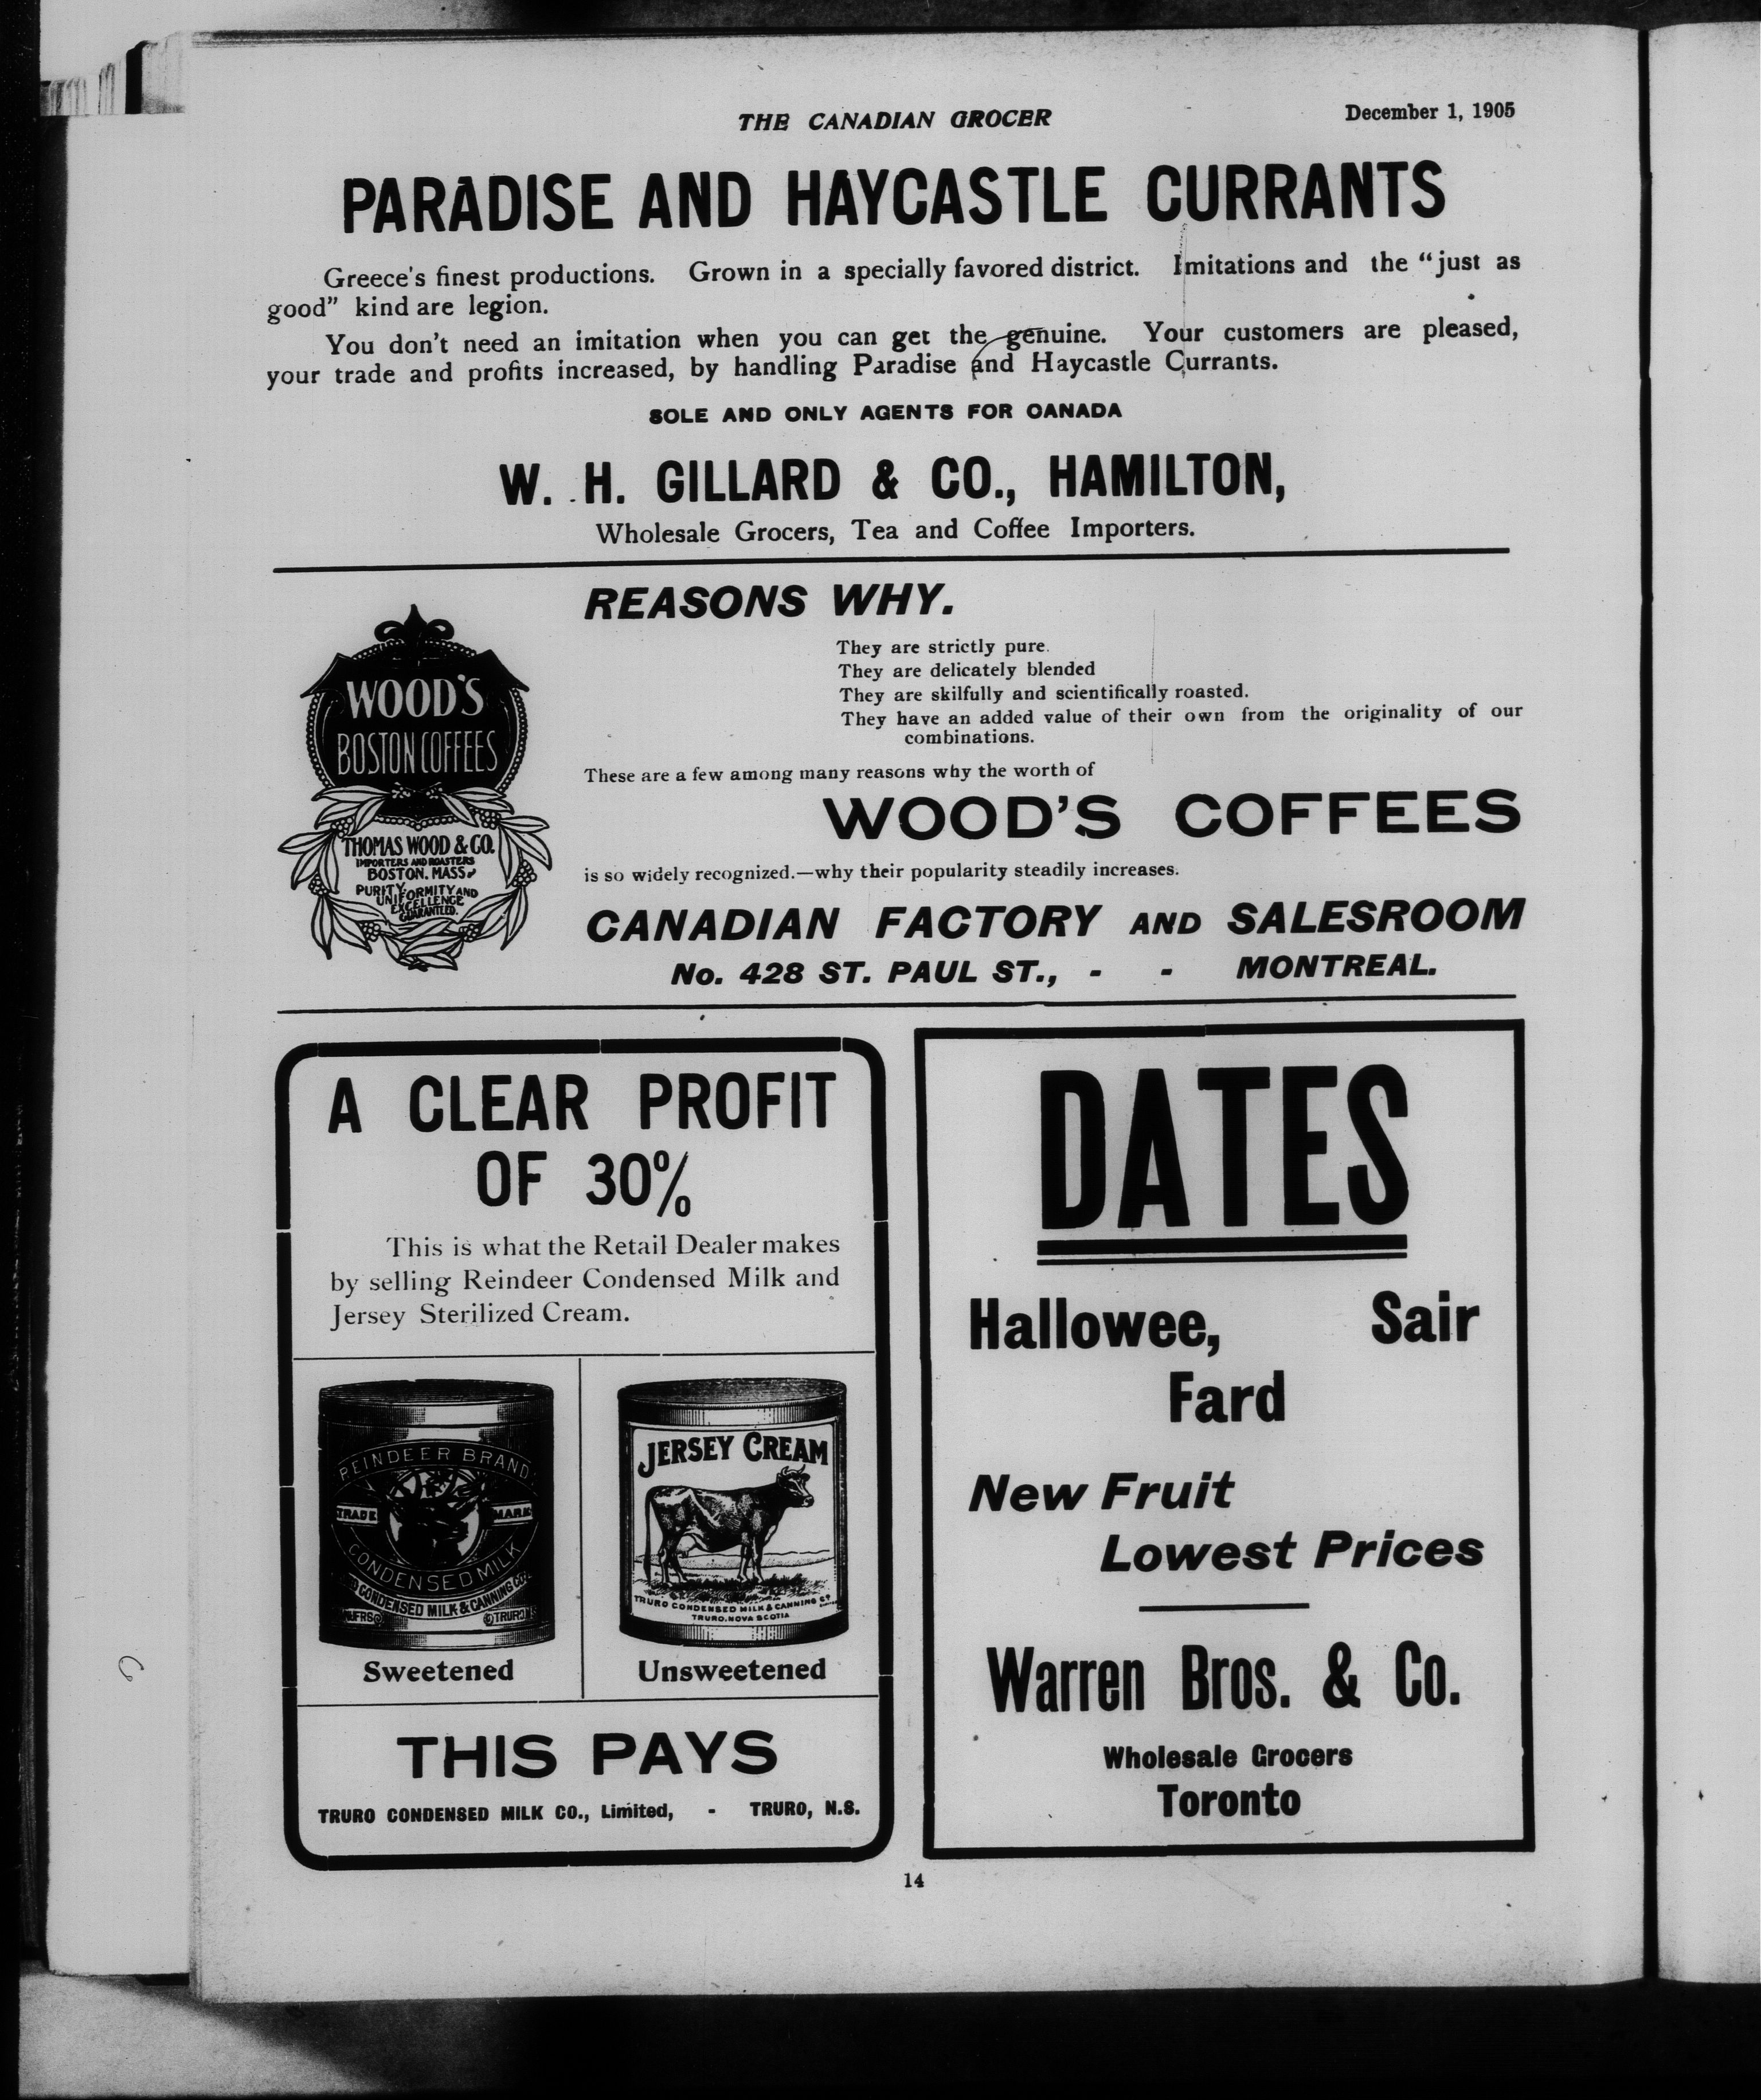 THE CANADIAN GROCER
December 1, 1905
PARADISE AND HAYCASTLE CURRANTS
Greece's finest productions. Grown in a specially favored district. Imitations and the "just as
good" kind are legion.
You don't need an imitation when you can get the genuine. Your customers are pleased,
your trade and profits increased, by handling Paradise and Haycastle Currants.
SOLE AND ONLY AGENTS FOR CANADA
W. H. GILLARD & CO., HAMILTON,
Wholesale Grocers, Tea and Coffee Importers.
WOOD'S
BOSTON COFFEES
THOMAS WOOD & CO.
IMPORTERS AND ROASTERS
BOSTON, MASS
PURITY,
UNIFORMITY AND
EXCELLENCE
GUARANTEED.
REASONS WHY.
They are strictly pure.
They are delicately blended
They are skilfully and scientifically roasted.
They have an added value of their own from the originality of our
combinations.
These are a few among many reasons why the worth of
WOOD'S COFFEES
is so widely recognized.—why their popularity steadily increases.
CANADIAN FACTORY AND SALESROOM
No. 428 ST. PAUL ST., - - MONTREAL.
A CLEAR PROFIT
OF 30%
This is what the Retail Dealer makes
by selling Reindeer Condensed Milk and
Jersey Sterilized Cream.
REINDEER BRAND
TRADE MARK
CONDENSED MILK
CONDENSED MILK & CANNING CO.
MNFRS
TRURO N.S
Sweetened
JERSEY CREAM
TRURO CONDENSED MILK & CANNING Co
TRURO, NOVA SCOTIA
Unsweetened
THIS PAYS
TRURO CONDENSED MILK CO., Limited, - TRURO, N.S.
DATES
Hallowee, Sair
Fard
New Fruit
Lowest Prices
Warren Bros. & Co.
Wholesale Grocers
Toronto
14